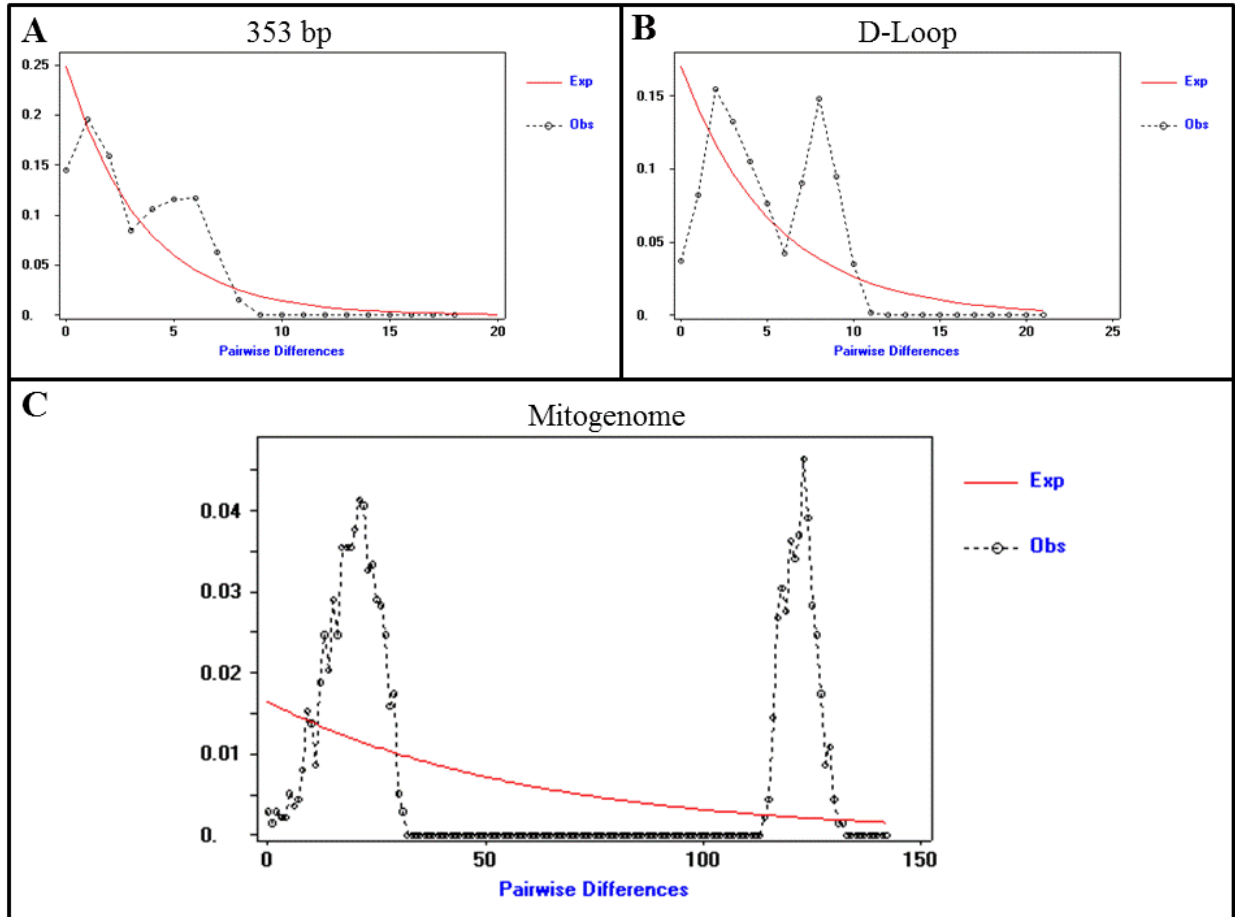 A
353 bp
0.25
0.2
0.15
0.1
0.05
0.
0 5 10 15 20
Pairwise Differences
Exp
Obs
B
D-Loop
0.15
0.1
0.05
0.
0 5 10 15 20 25
Pairwise Differences
Exp
Obs
C
Mitogenome
0.04
0.03
0.02
0.01
0.
0 50 100 150
Pairwise Differences
Exp
Obs